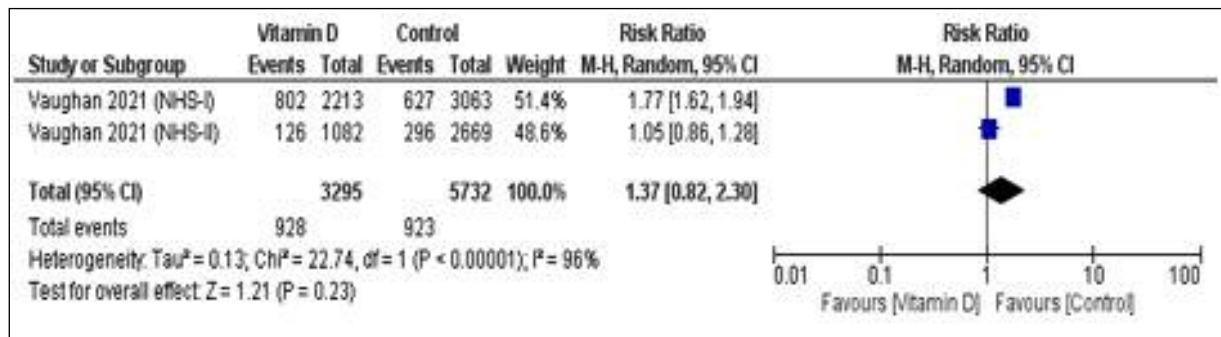 Vitamin D Control Risk Ratio Risk Ratio
Study or Subgroup Events Total Events Total Weight M-H, Random, 95% CI M-H, Random, 95% CI
Vaughan 2021 (NHS-I) 802 2213 627 3063 51.4% 1.77 [1.62, 1.94]
Vaughan 2021 (NHS-II) 126 1082 296 2669 48.6% 1.05 [0.86, 1.28]
Total (95% CI) 3295 5732 100.0% 1.37 [0.82, 2.30]
Total events 928 923
Heterogeneity: Tau² = 0.13; Chi² = 22.74, df = 1 (P < 0.00001); I² = 96%
Test for overall effect: Z = 1.21 (P = 0.23)
0.01 0.1 1 10 100
Favours [Vitamin D] Favours [Control]